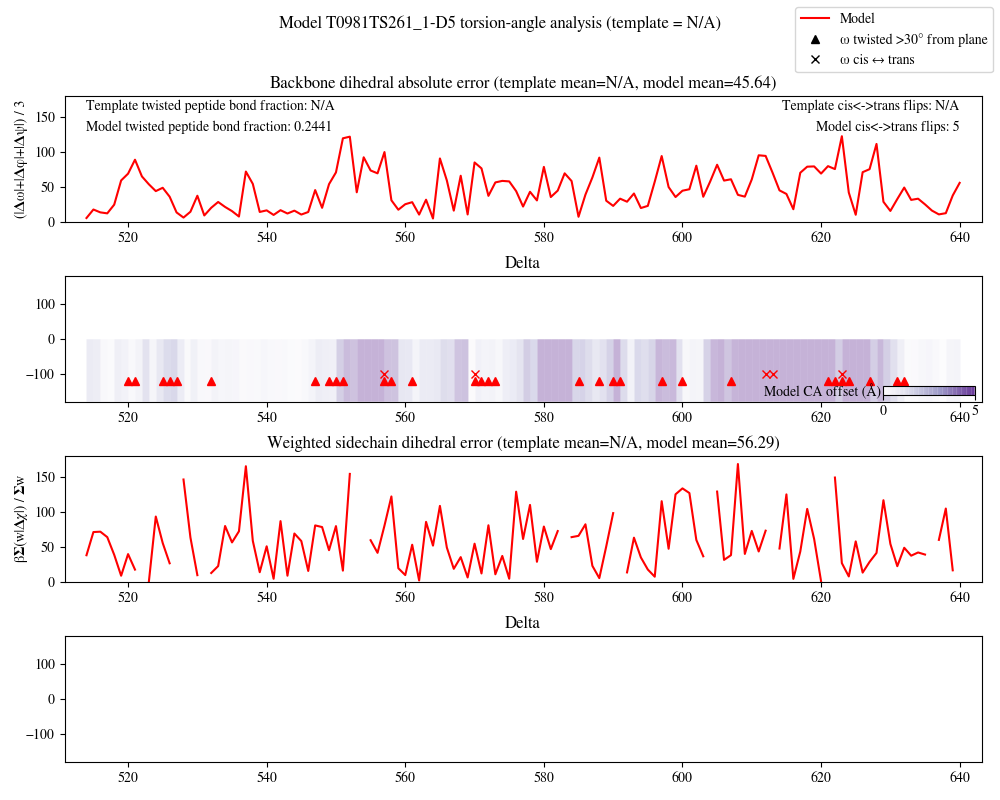 Model T0981TS261_1-D5 torsion-angle analysis (template = N/A)
Model
ω twisted >30° from plane
ω cis ↔ trans
Backbone dihedral absolute error (template mean=N/A, model mean=45.64)
(|Δω|+|Δφ|+|Δψ|) / 3
Template twisted peptide bond fraction: N/A
Template cis<->trans flips: N/A
Model twisted peptide bond fraction: 0.2441
Model cis<->trans flips: 5
150
100
50
0
520 540 560 580 600 620 640
Delta
100
0
−100
Model CA offset (Å)
0 5
520 540 560 580 600 620 640
Weighted sidechain dihedral error (template mean=N/A, model mean=56.29)
βΣ(w|Δχ|) / Σw
150
100
50
0
520 540 560 580 600 620 640
Delta
100
0
−100
520 540 560 580 600 620 640